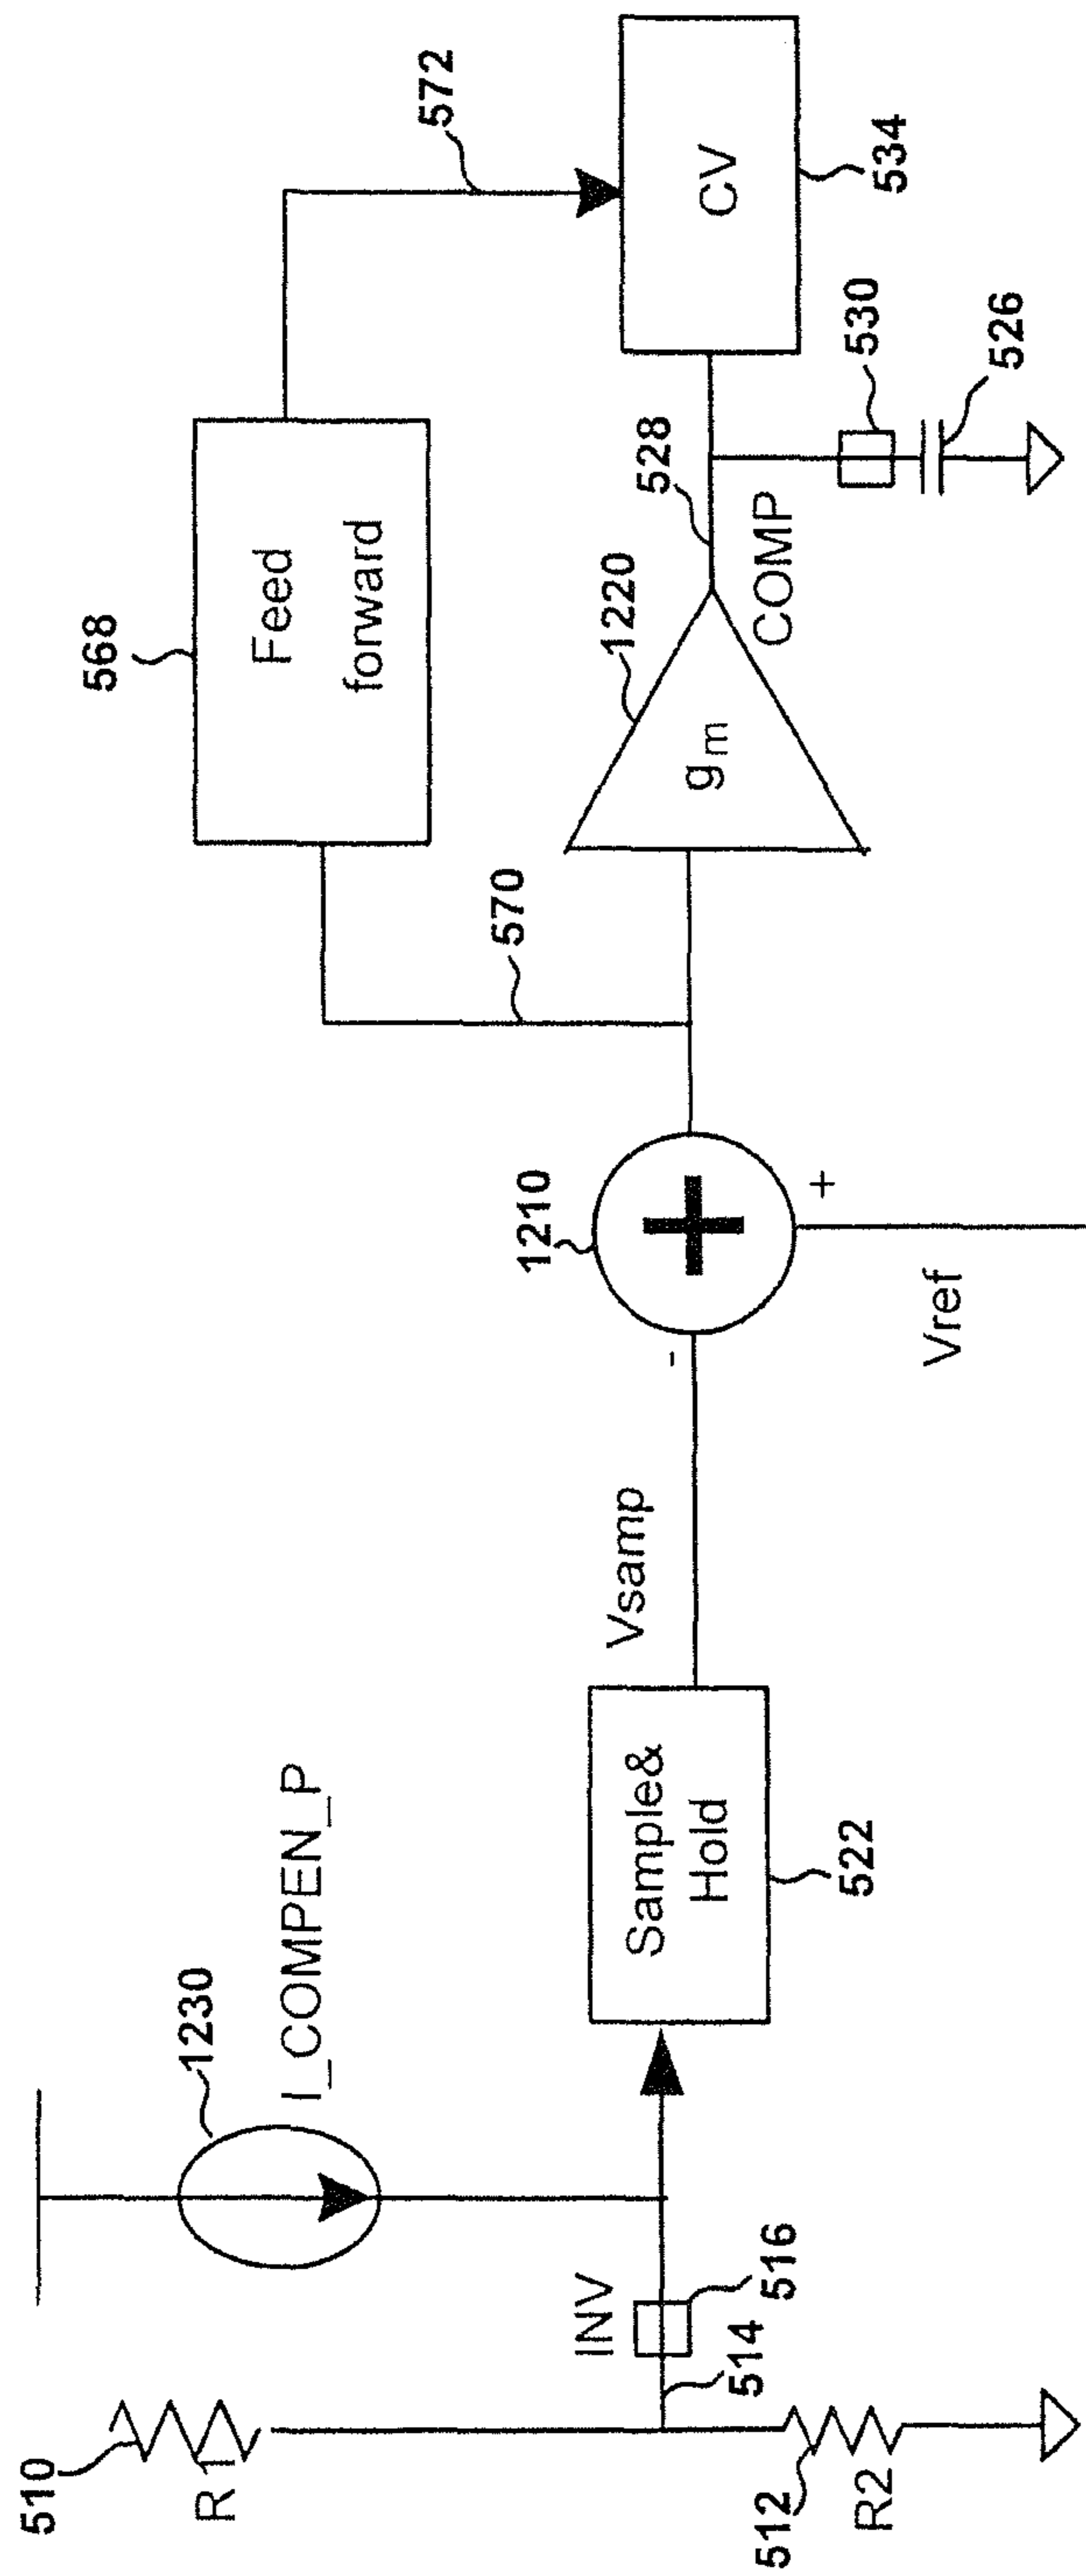 510
R1
512
R2
514
INV
516
1230
I_COMPEN_P
Sample&
Hold
522
Vsamp
-
1210
+
+
Vref
570
568
Feed
forward
572
1220
gm
528
COMP
CV
534
530
526